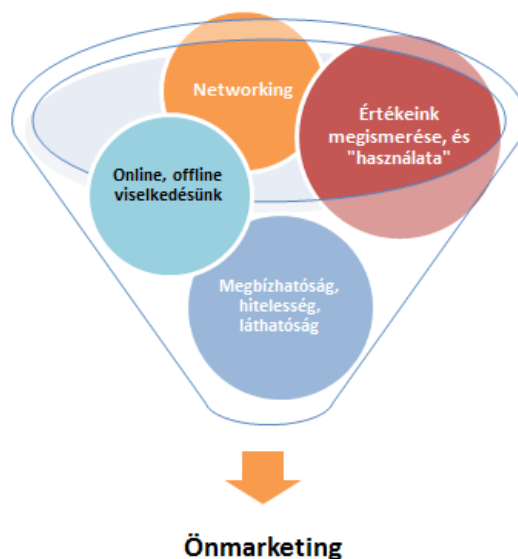 Networking
Értékeink
megismerése, és
"használata"
Online, offline
viselkedésünk
Megbízhatóság,
hitelesség,
láthatóság
Önmarketing